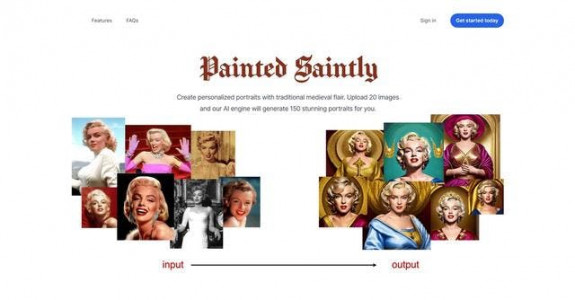 Features FAQs Sign in Get started today
Painted Saintly
Create personalized portraits with traditional medieval flair. Upload 20 images
and our AI engine will generate 150 stunning portraits for you.
input output